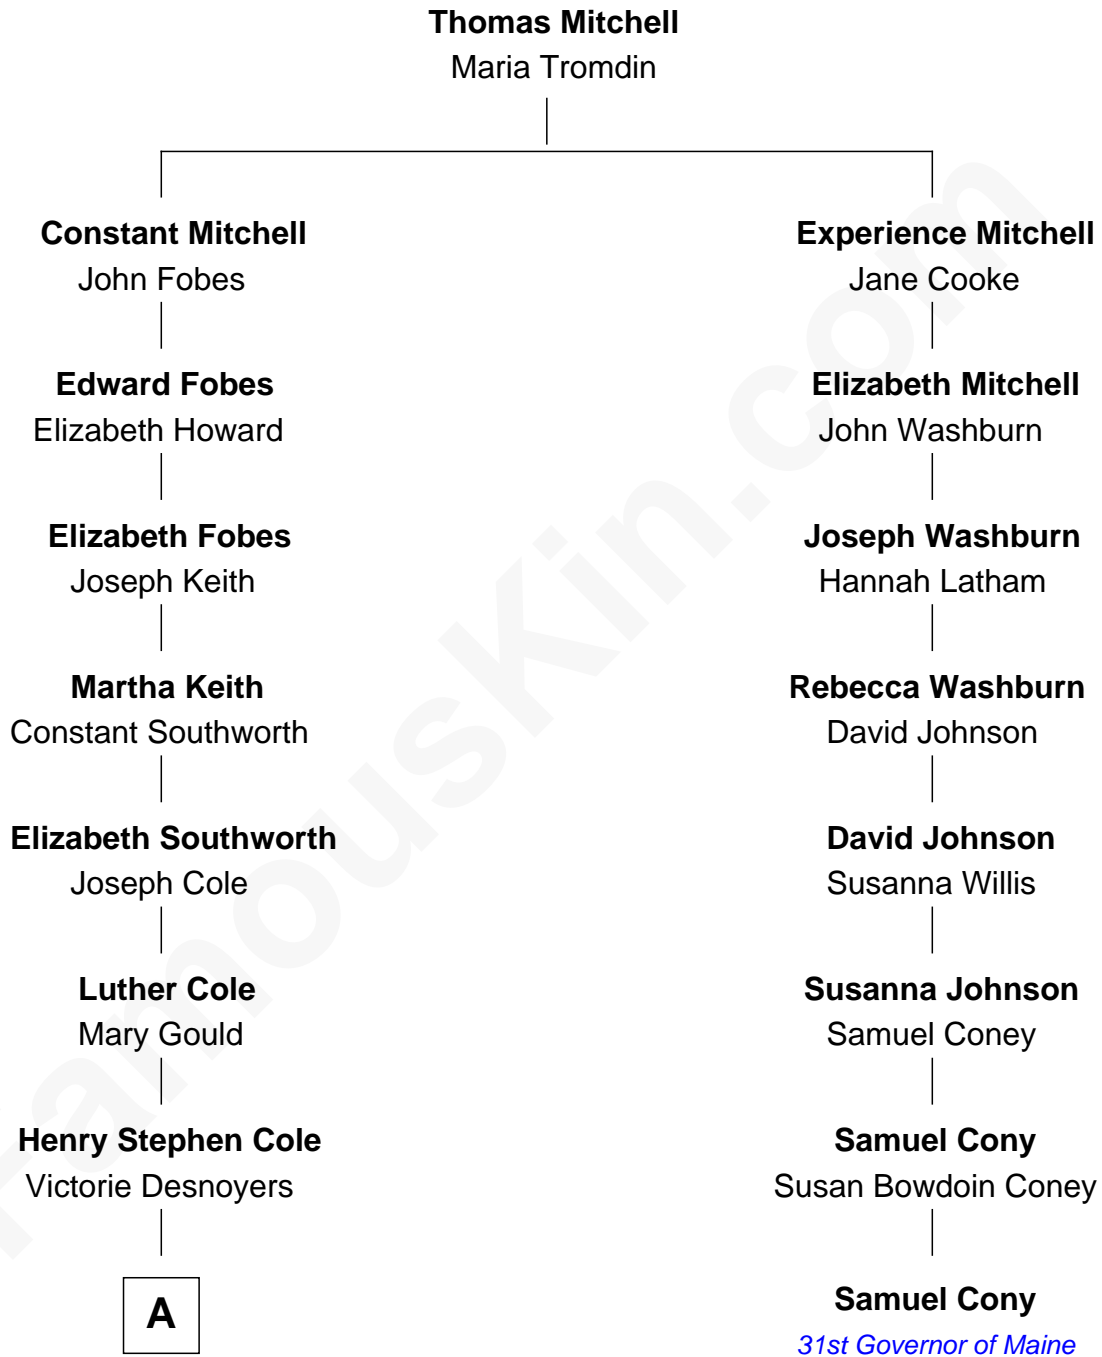 Thomas Mitchell
Maria Tromdin
Constant Mitchell
John Fobes
Experience Mitchell
Jane Cooke
Edward Fobes
Elizabeth Howard
Elizabeth Mitchell
John Washburn
Elizabeth Fobes
Joseph Keith
Joseph Washburn
Hannah Latham
Martha Keith
Constant Southworth
Rebecca Washburn
David Johnson
Elizabeth Southworth
Joseph Cole
David Johnson
Susanna Willis
Luther Cole
Mary Gould
Susanna Johnson
Samuel Coney
Henry Stephen Cole
Victorie Desnoyers
Samuel Cony
Susan Bowdoin Coney
A
Samuel Cony
31st Governor of Maine
FamousKin.com